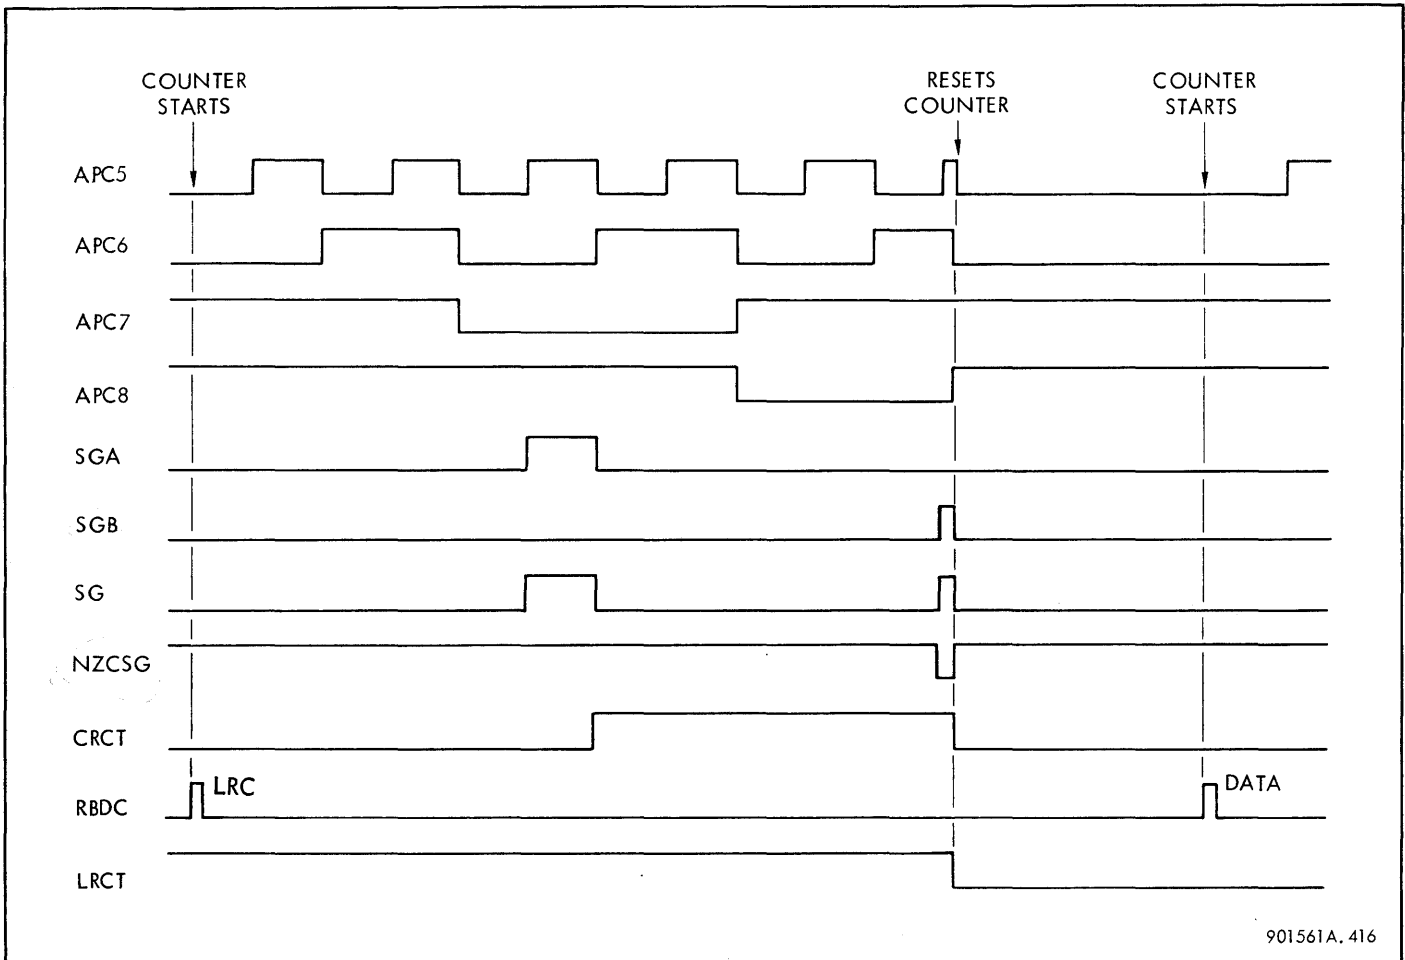 COUNTER
STARTS
RESETS
COUNTER
COUNTER
STARTS
APC5
APC6
APC7
APC8
SGA
SGB
SG
NZCSG
CRCT
RBDC
LRC
DATA
LRCT
901561A. 416